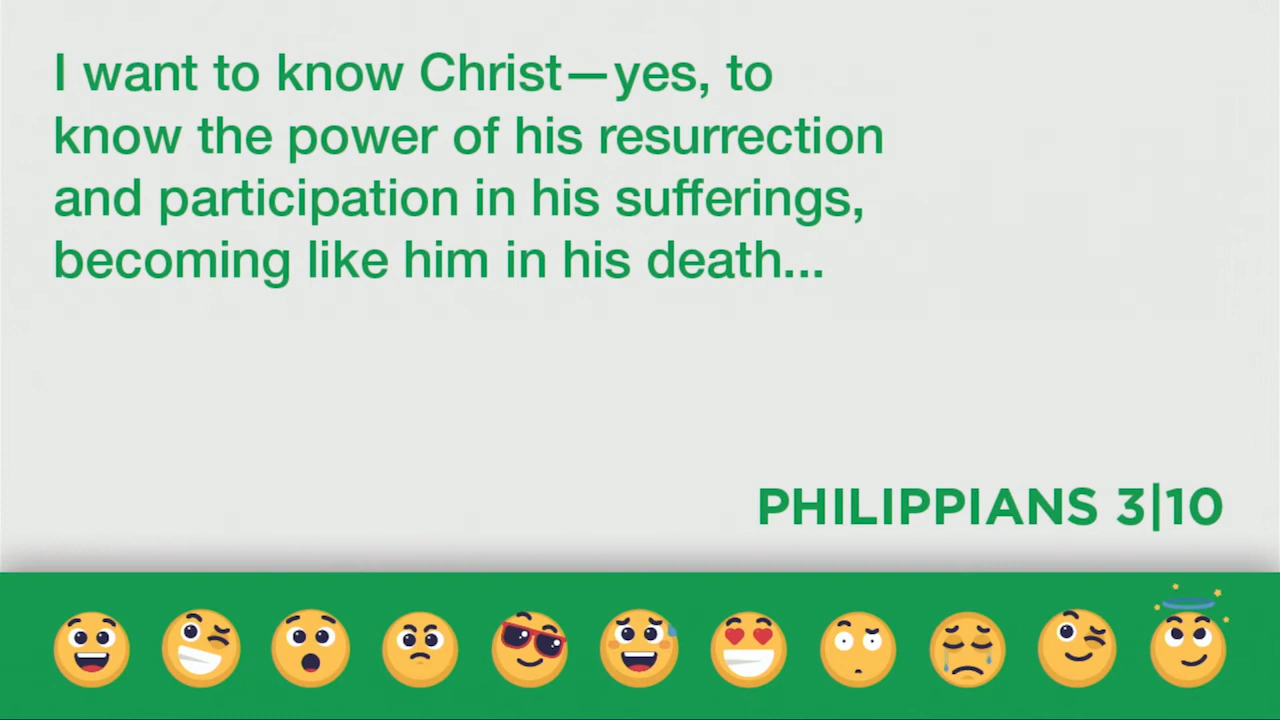 I want to know Christ—yes, to
know the power of his resurrection
and participation in his sufferings,
becoming like him in his death...
PHILIPPIANS 3|10